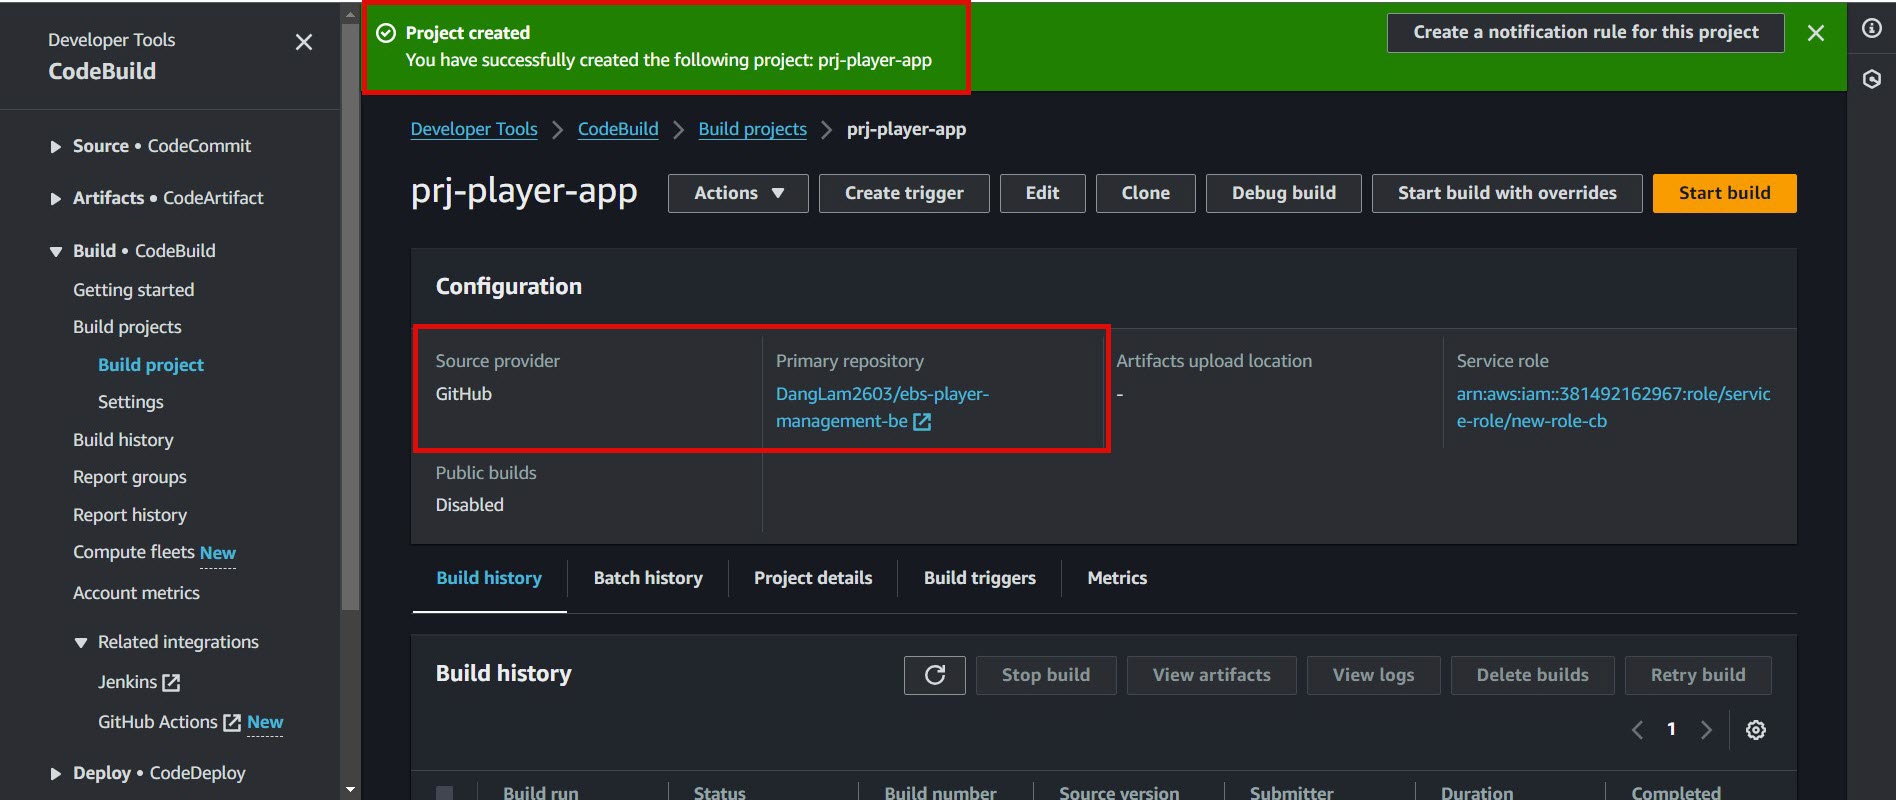 Developer Tools
CodeBuild
Source • CodeCommit
Artifacts • CodeArtifact
Build • CodeBuild
Getting started
Build projects
Build project
Settings
Build history
Report groups
Report history
Compute fleets New
Account metrics
Related integrations
Jenkins
GitHub Actions New
Deploy • CodeDeploy
Project created
You have successfully created the following project: prj-player-app
Create a notification rule for this project
Developer Tools > CodeBuild > Build projects > prj-player-app
prj-player-app
Actions
Create trigger
Edit
Clone
Debug build
Start build with overrides
Start build
Configuration
Source provider
GitHub
Primary repository
DangLam2603/ebs-player-
management-be
Artifacts upload location
-
Service role
arn:aws:iam::381492162967:role/servic
e-role/new-role-cb
Public builds
Disabled
Build history
Batch history
Project details
Build triggers
Metrics
Build history
Stop build
View artifacts
View logs
Delete builds
Retry build
1
Build run
Status
Build number
Source version
Submitter
Duration
Completed